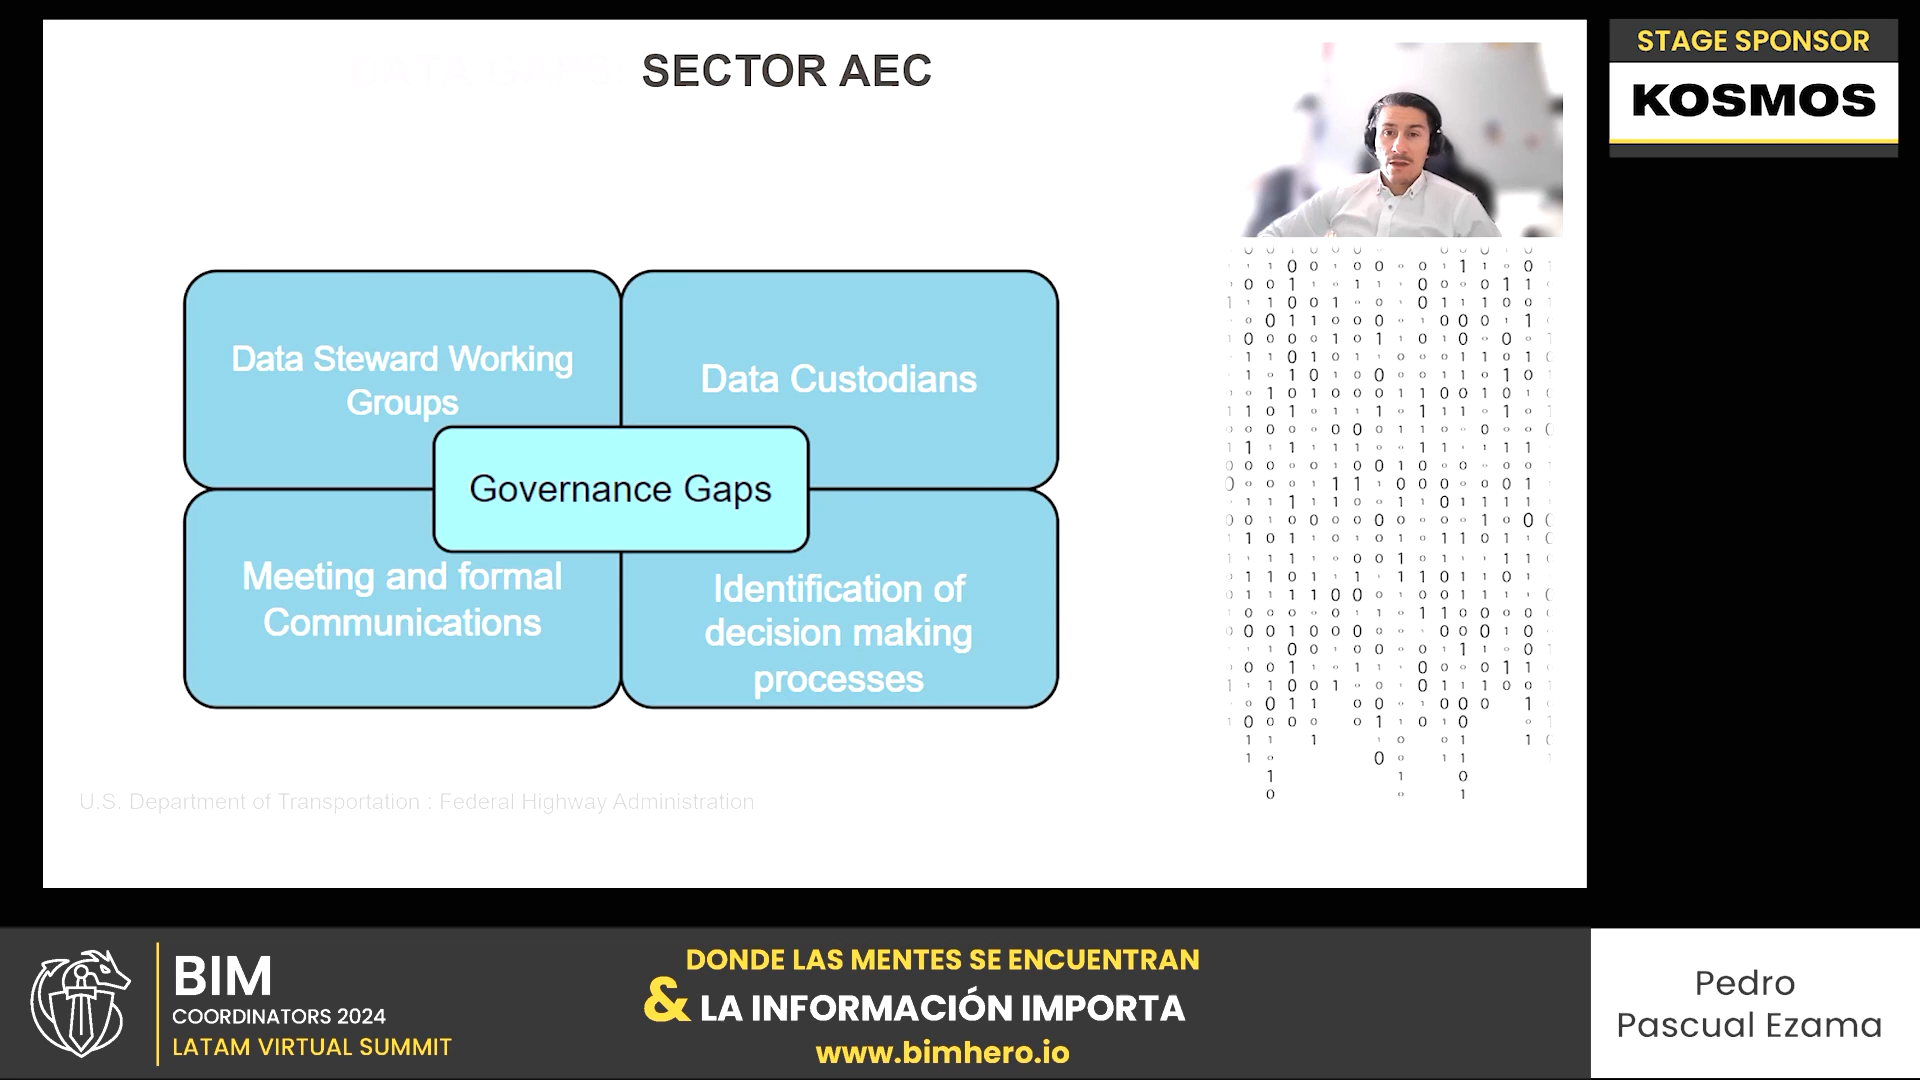 DATA GAPS SECTOR AEC
STAGE SPONSOR
KOSMOS
Data Steward Working
Groups
Data Custodians
Governance Gaps
Meeting and formal
Communications
Identification of
decision making
processes
U.S. Department of Transportation : Federal Highway Administration
BIM
COORDINATORS 2024
LATAM VIRTUAL SUMMIT
DONDE LAS MENTES SE ENCUENTRAN
& LA INFORMACIÓN IMPORTA
www.bimhero.io
Pedro
Pascual Ezama